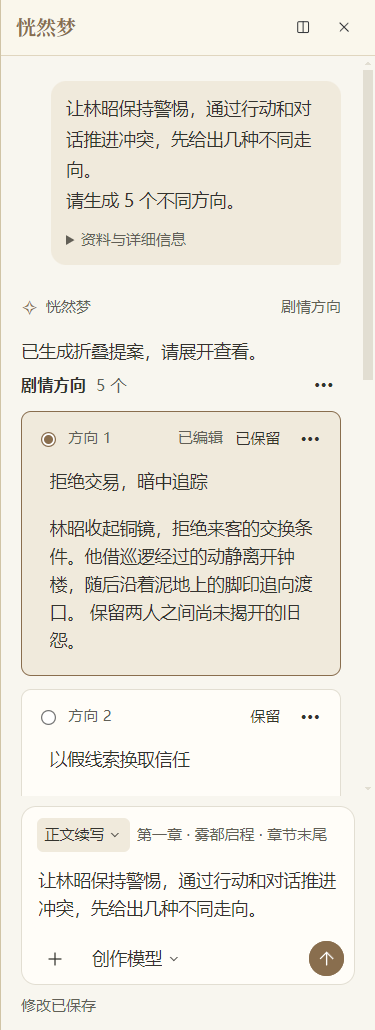 恍然梦
让林昭保持警惕，通过行动和对
话推进冲突，先给出几种不同走
向。
请生成 5 个不同方向。
▶ 资料与详细信息
恍然梦
剧情方向
已生成折叠提案，请展开查看。
剧情方向 5 个
方向 1
已编辑 已保留
拒绝交易，暗中追踪
林昭收起铜镜，拒绝来客的交换条
件。他借巡逻经过的动静离开钟
楼，随后沿着泥地上的脚印追向渡
口。 保留两人之间尚未揭开的旧
怨。
方向 2
保留
以假线索换取信任
正文续写 第一章 · 雾都启程 · 章节末尾
让林昭保持警惕，通过行动和对话推进
冲突，先给出几种不同走向。
创作模型
修改已保存